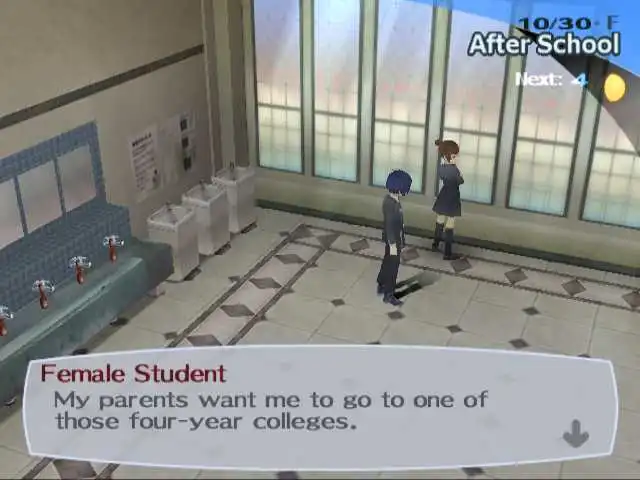 10/30 · F
After School
Next: 4
Female Student
My parents want me to go to one of
those four-year colleges.